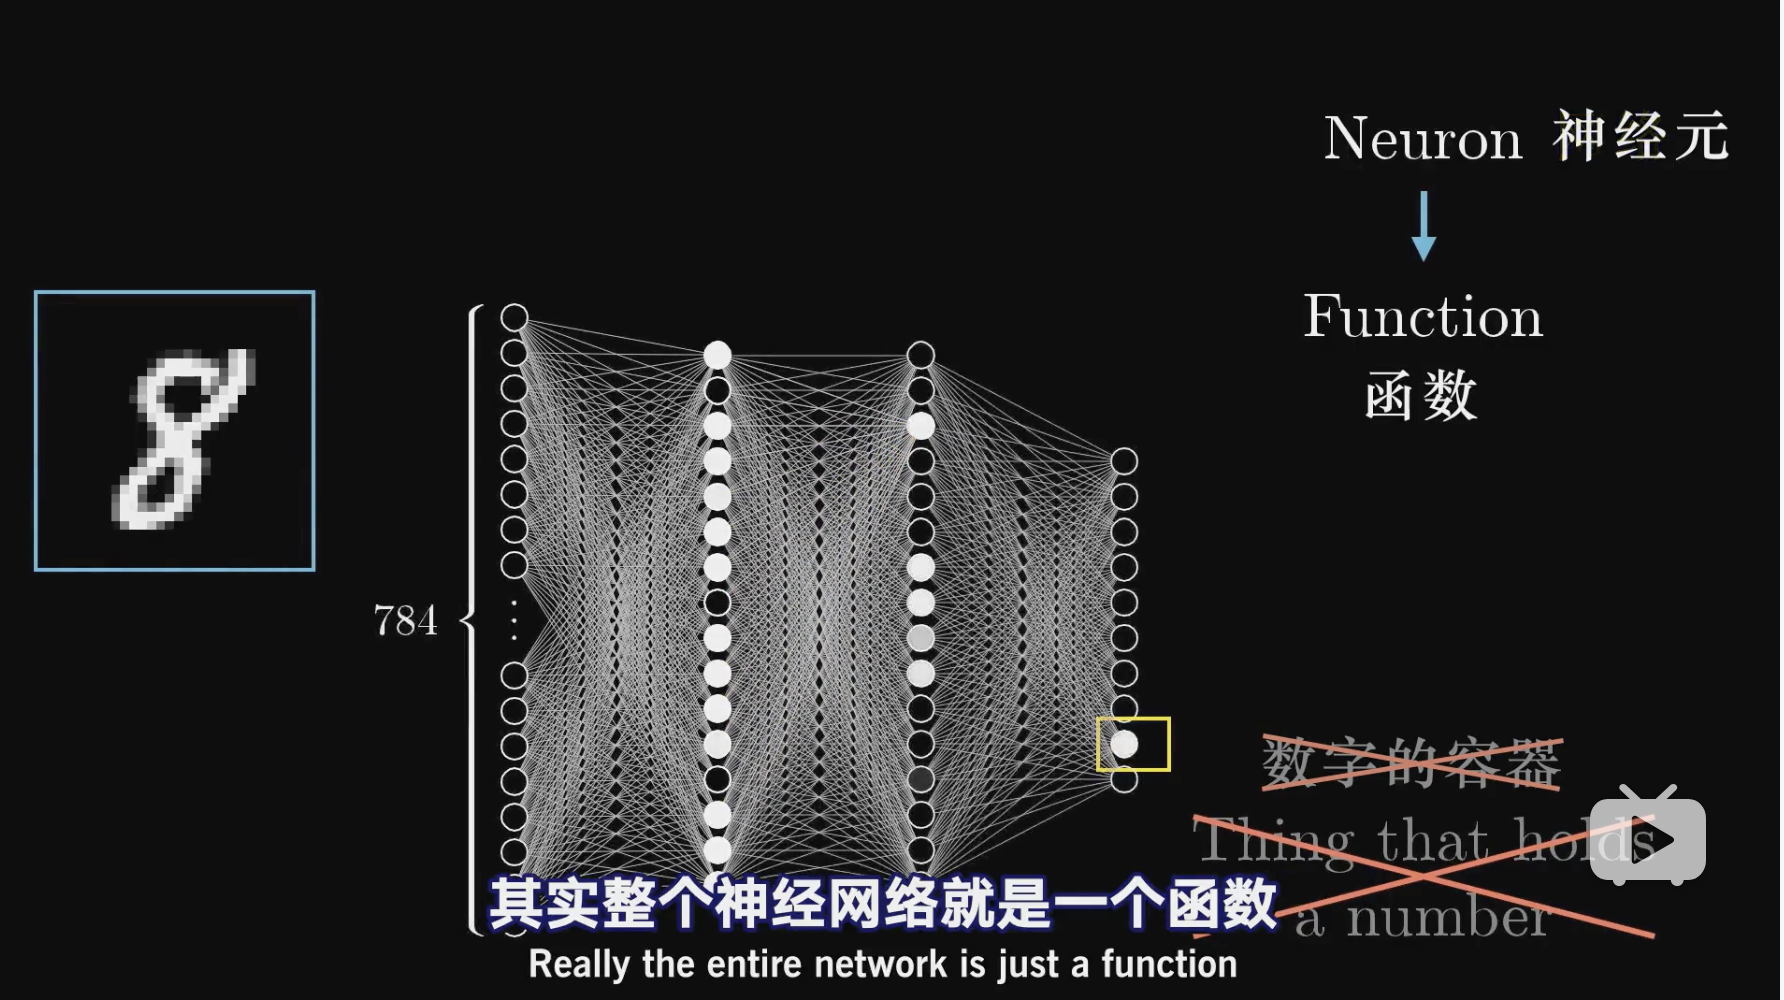 Neuron 神经元
Function
函数
784
数字的容器
Thing that holds
a number
其实整个神经网络就是一个函数
Really the entire network is just a function